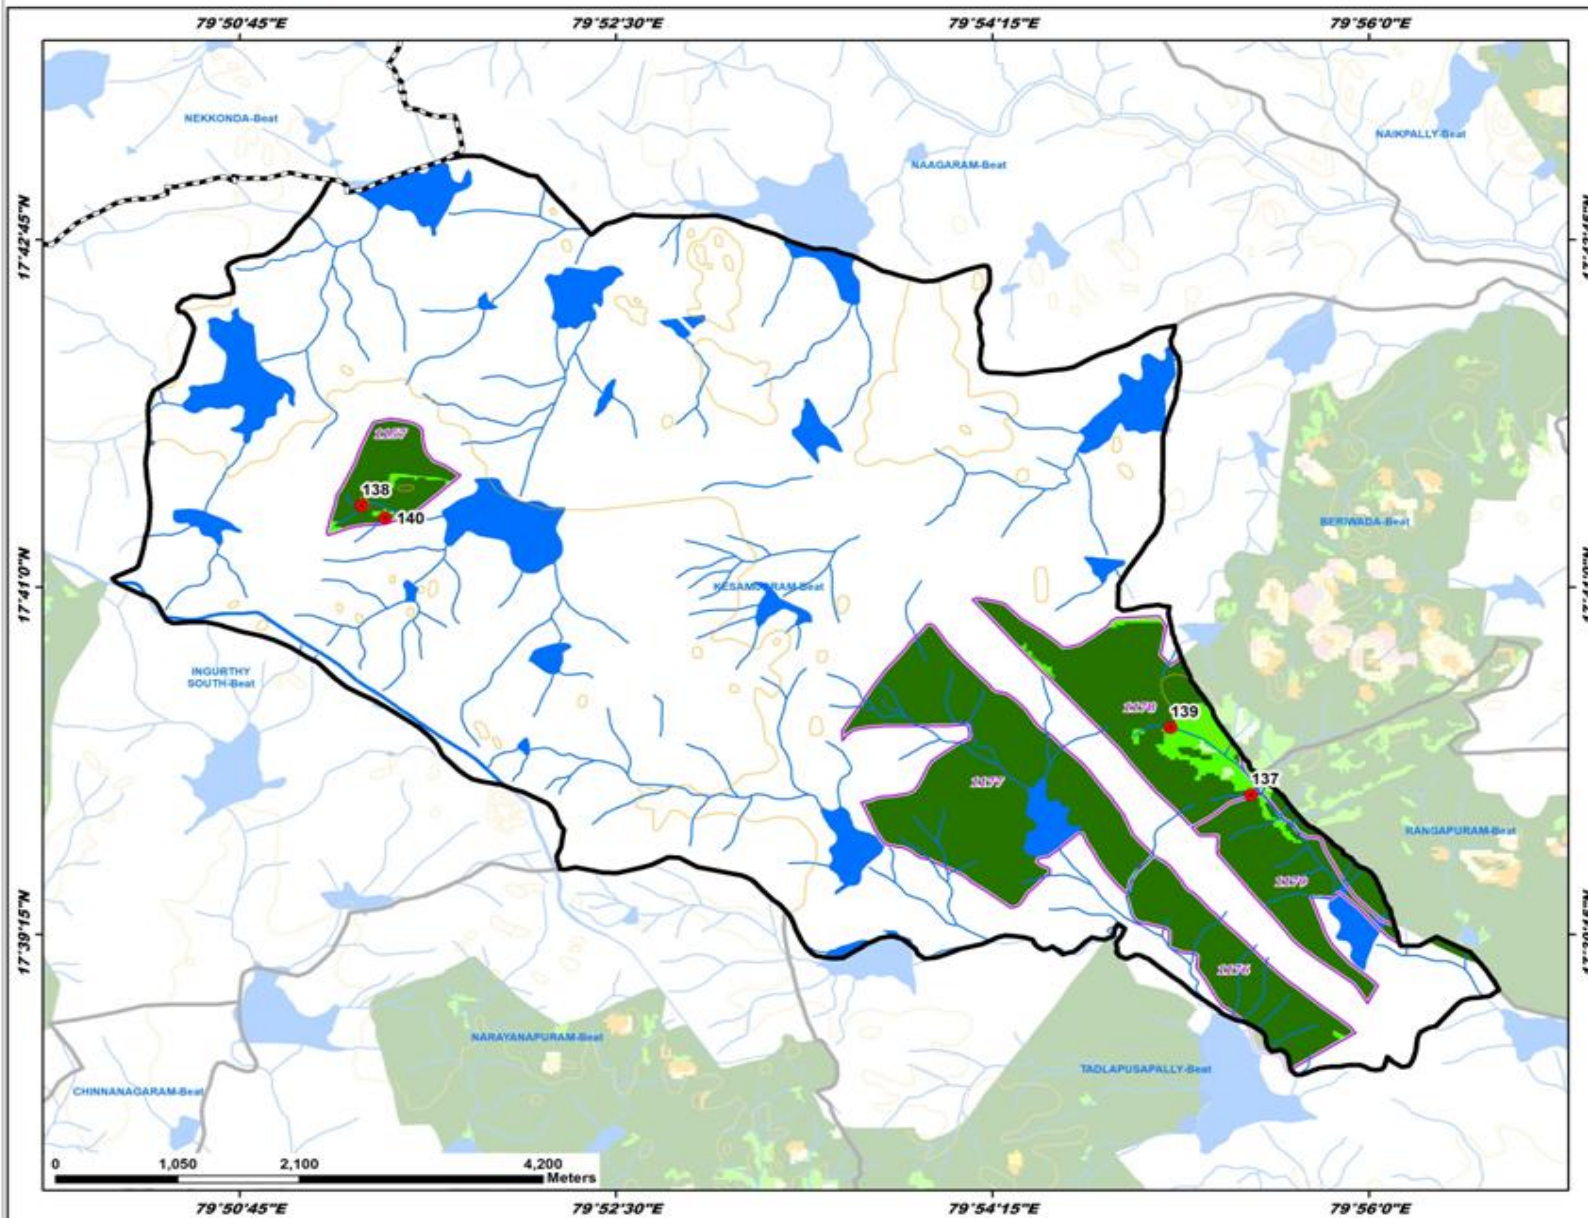 79°50'45"E 79°52'30"E 79°54'15"E 79°56'0"E
NEKKONDA-Beat
NAIKPALLY-Beat
NAAGARAM-Beat
17°42'45"N
1157
138
140
BERIWADA-Beat
17°41'0"N
INGURTHY
SOUTH-Beat
1178
139
137
1177
RANGAPURAM-Beat
1179
17°39'15"N
1176
NARAYANAPURAM-Beat
TADLAPUSAPALLY-Beat
CHINNANAGARAM-Beat
0 1,050 2,100 4,200
Meters
79°50'45"E 79°52'30"E 79°54'15"E 79°56'0"E